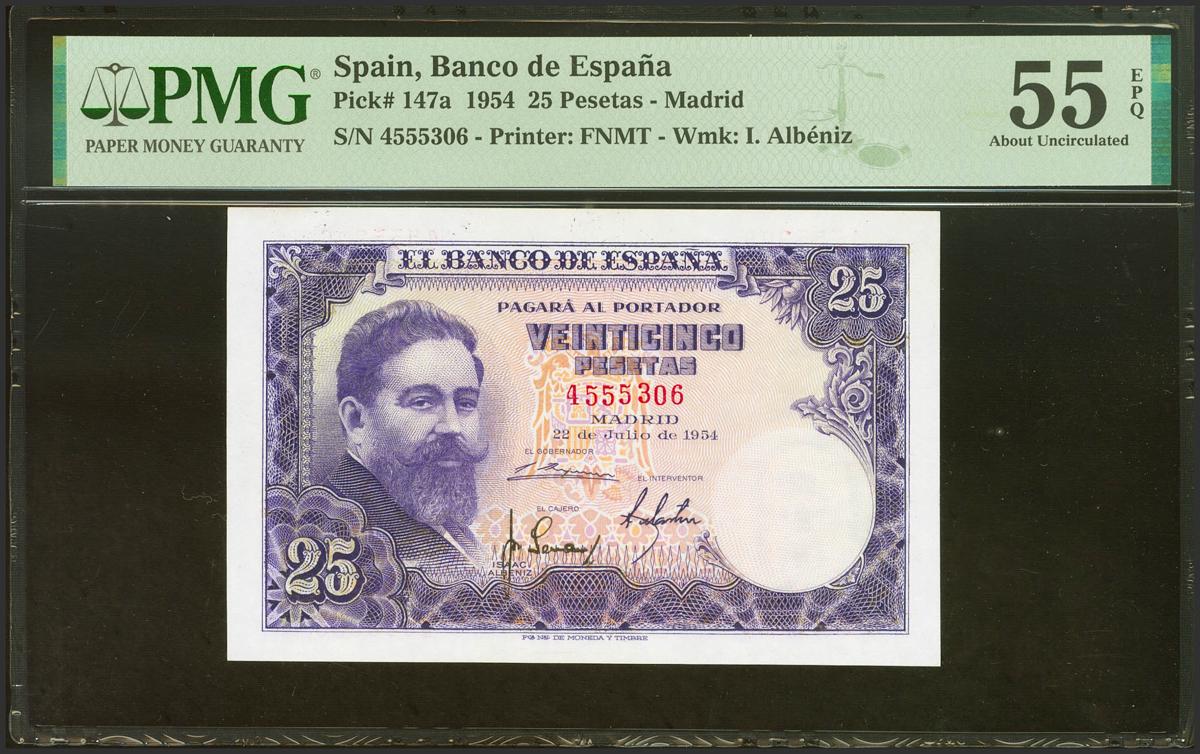 PMG®
PAPER MONEY GUARANTY
Spain, Banco de España
Pick# 147a 1954 25 Pesetas - Madrid
S/N 4555306 - Printer: FNMT - Wmk: I. Albéniz
55
EPQ
About Uncirculated
EL BANCO DE ESPAÑA
25
PAGARÁ AL PORTADOR
VEINTICINCO
PESETAS
4555306
MADRID
22 de Julio de 1954
EL GOBERNADOR
EL INTERVENTOR
EL CAJERO
ISAAC
ALBENIZ
25
DE MONEDA Y TIMBRE